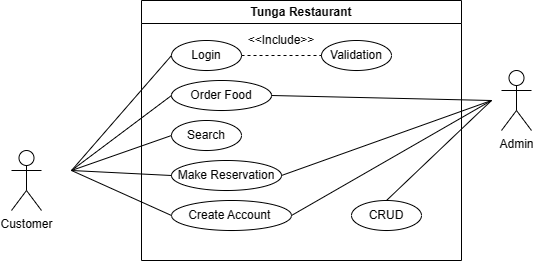 Tunga Restaurant
<<Include>>
Login
Validation
Order Food
Search
Admin
Make Reservation
Customer
Create Account
CRUD